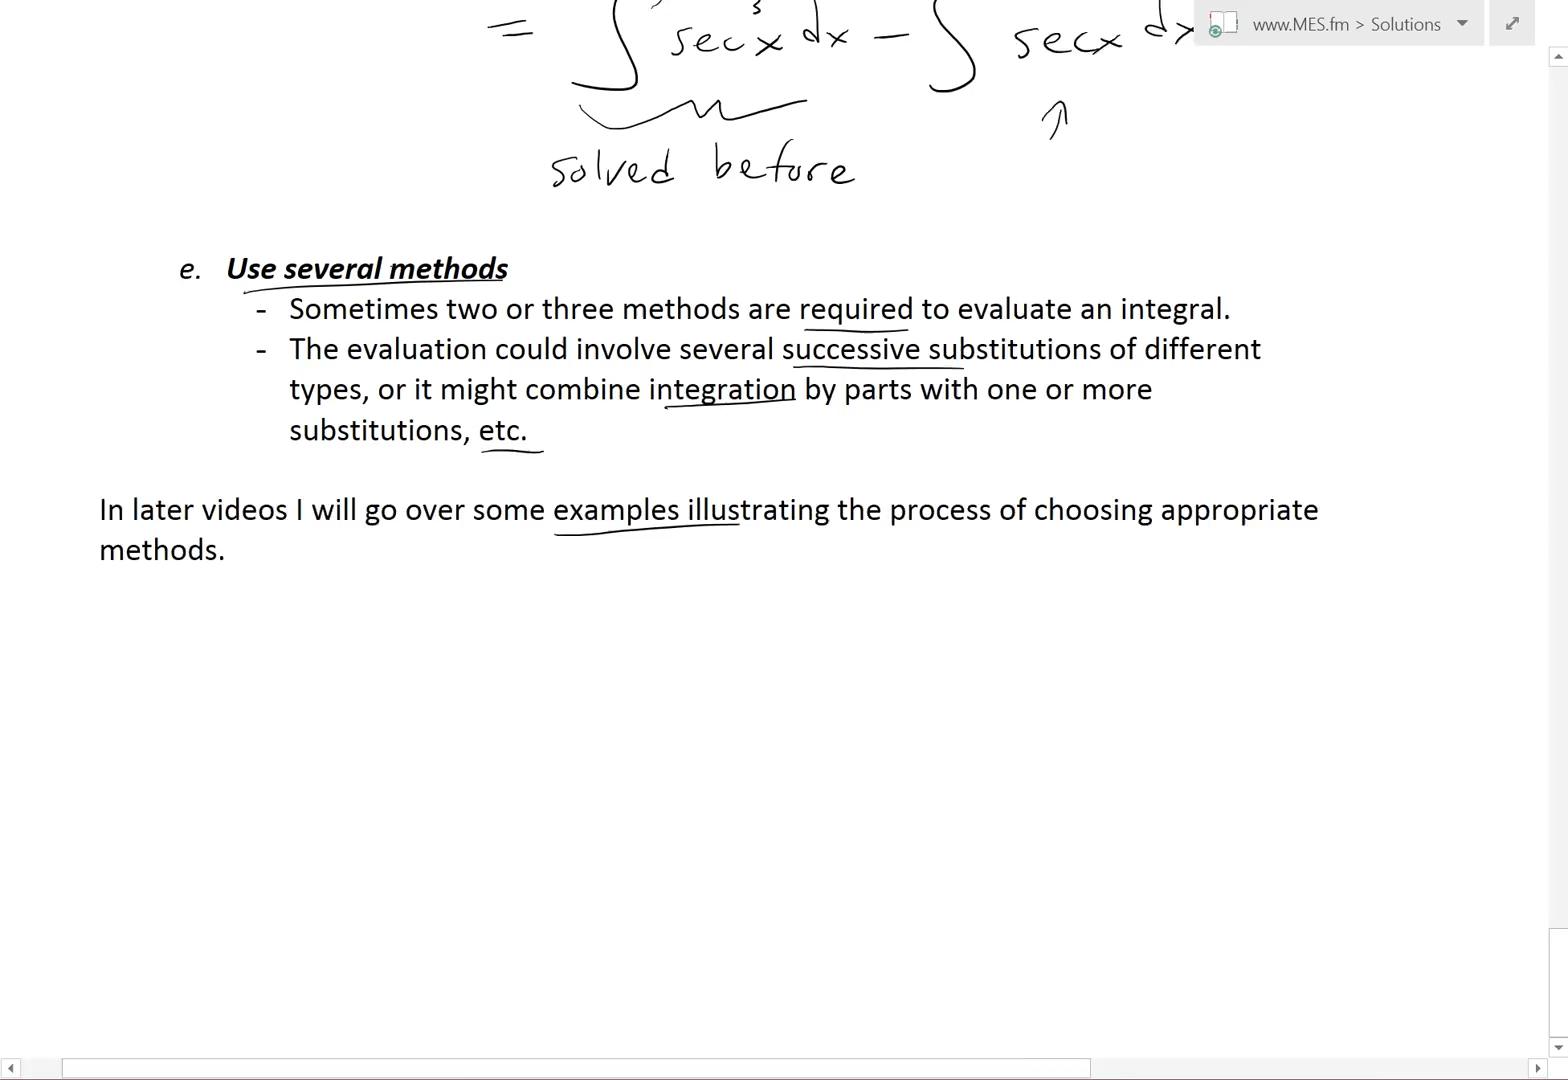 www.MES.fm > Solutions
= ∫ sec³x dx − ∫ secx dx
solved before
e. Use several methods
- Sometimes two or three methods are required to evaluate an integral.
- The evaluation could involve several successive substitutions of different
types, or it might combine integration by parts with one or more
substitutions, etc.
In later videos I will go over some examples illustrating the process of choosing appropriate
methods.